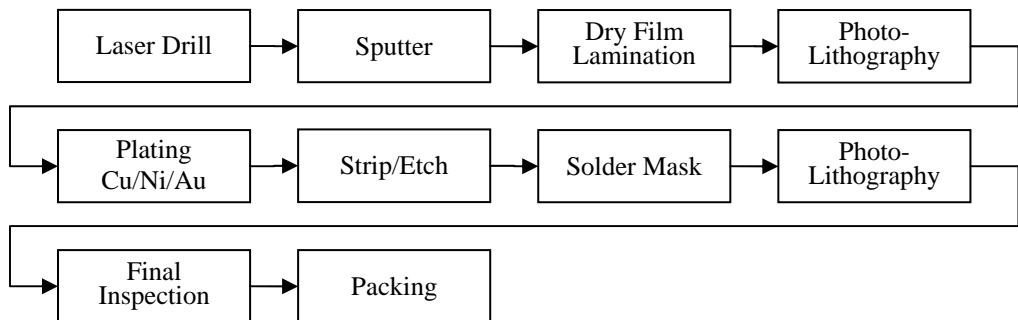 Laser Drill
Sputter
Dry Film
Lamination
Photo-
Lithography
Plating
Cu/Ni/Au
Strip/Etch
Solder Mask
Photo-
Lithography
Final
Inspection
Packing